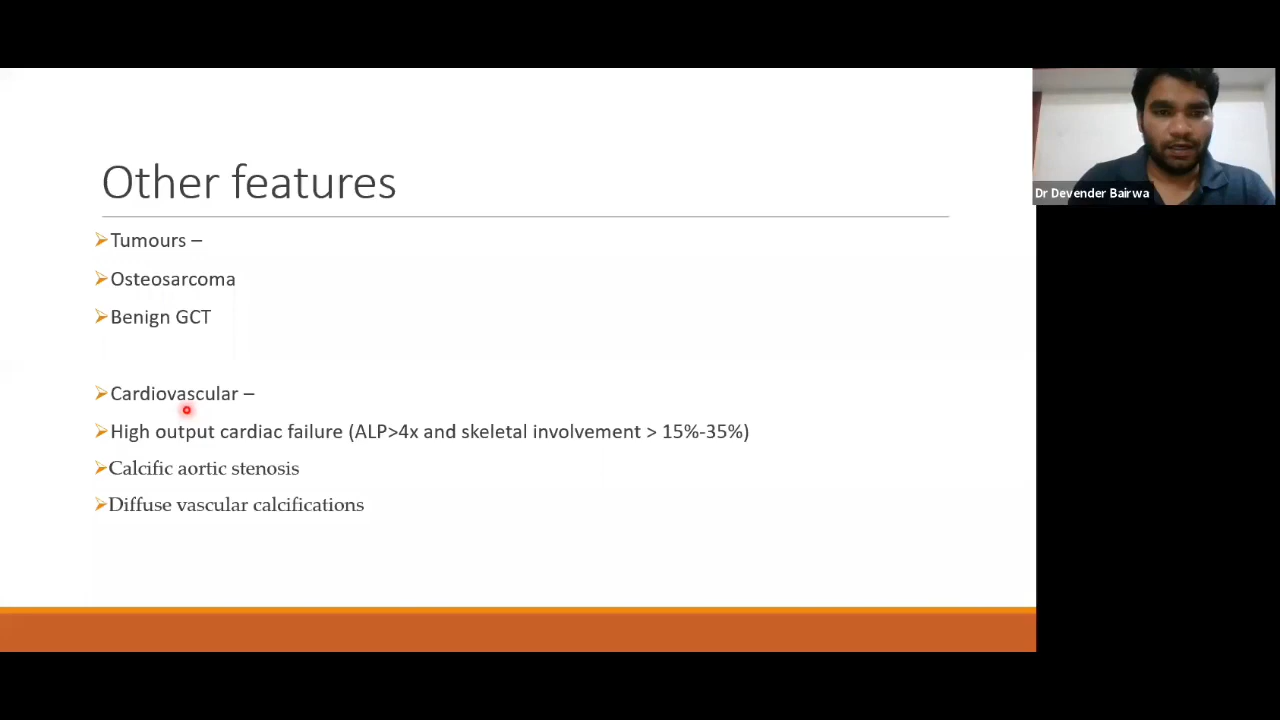 Other features
Tumours –
Osteosarcoma
Benign GCT
Cardiovascular –
High output cardiac failure (ALP>4x and skeletal involvement > 15%-35%)
Calcific aortic stenosis
Diffuse vascular calcifications
Dr Devender Bairwa